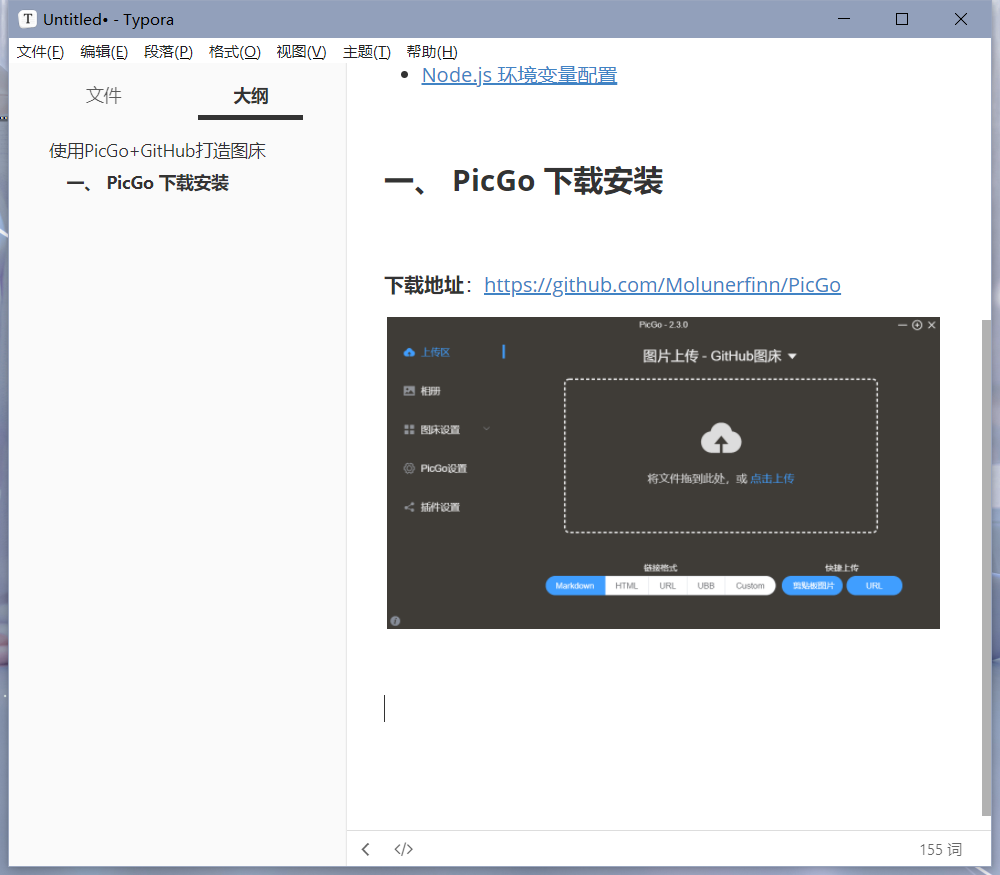 T Untitled• - Typora
文件(F) 编辑(E) 段落(P) 格式(O) 视图(V) 主题(T) 帮助(H)
文件 大纲
使用PicGo+GitHub打造图床
一、 PicGo 下载安装
Node.js 环境变量配置
一、 PicGo 下载安装
下载地址：https://github.com/Molunerfinn/PicGo
PicGo - 2.3.0
上传区
相册
图床设置
PicGo设置
插件设置
图片上传 - GitHub图床
将文件拖到此处，或 点击上传
链接格式 快捷上传
Markdown HTML URL UBB Custom 剪贴板图片 URL
</> 155 词